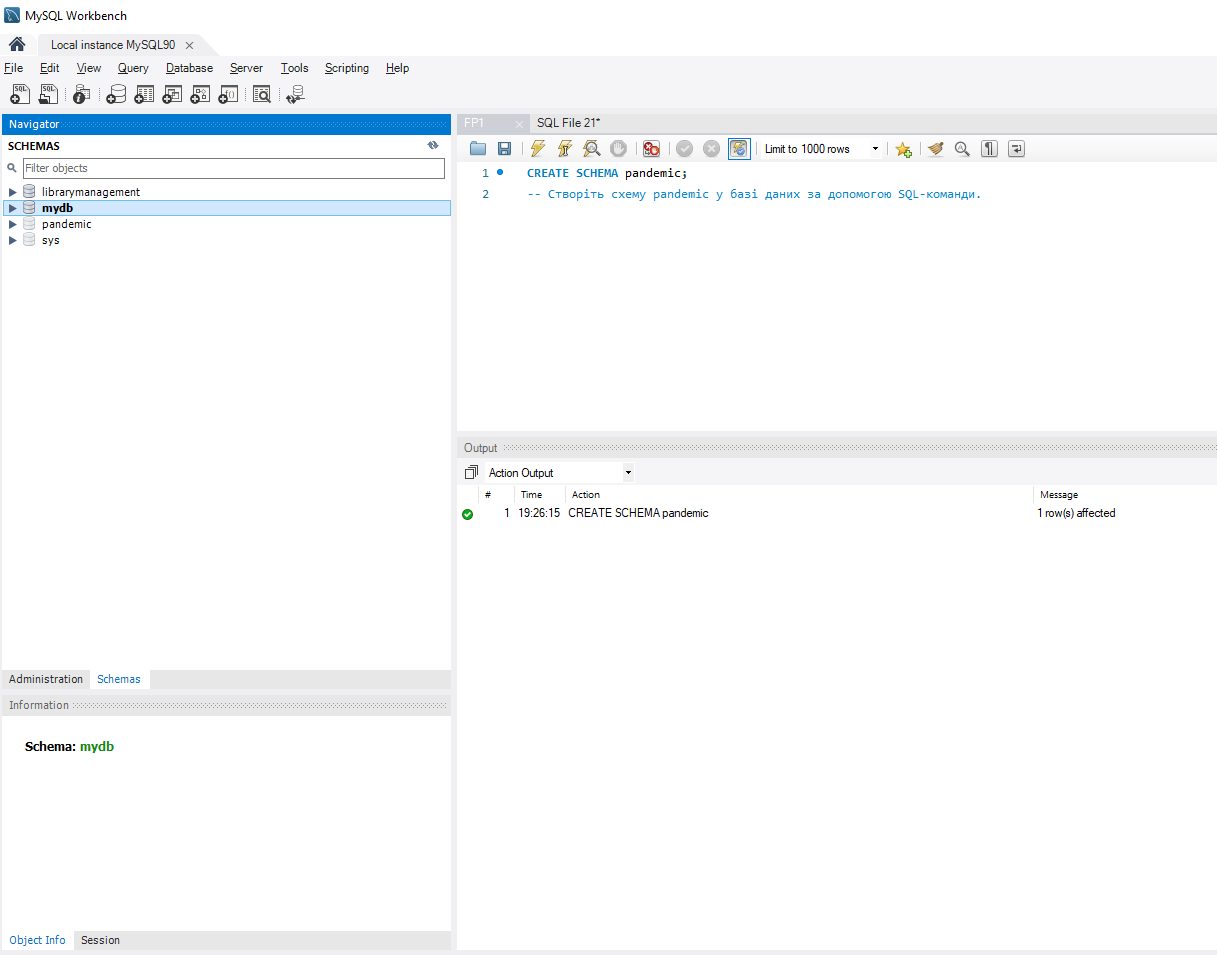 MySQL Workbench
Local instance MySQL90
File Edit View Query Database Server Tools Scripting Help
Navigator
SCHEMAS
Filter objects
librarymanagement
mydb
pandemic
sys
Administration Schemas
Information
Schema: mydb
Object Info Session
FP1 SQL File 21*
Limit to 1000 rows
1 CREATE SCHEMA pandemic;
2 -- Створіть схему pandemic у базі даних за допомогою SQL-команди.
Output
Action Output
# Time Action Message
1 19:26:15 CREATE SCHEMA pandemic 1 row(s) affected